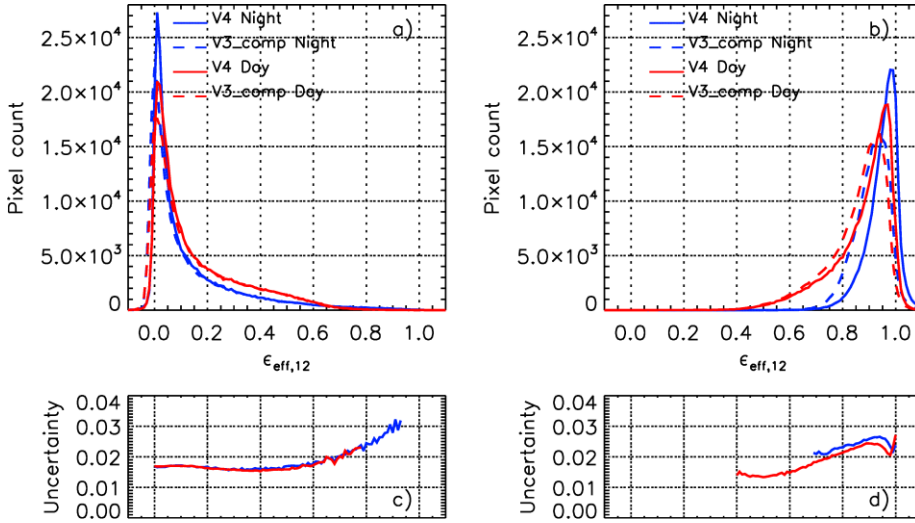 V4 Night
V3_comp Night
V4 Day
V3_comp Day
a)
Pixel count
2.5×10⁴
2.0×10⁴
1.5×10⁴
1.0×10⁴
5.0×10³
0
0.0 0.2 0.4 0.6 0.8 1.0
ϵeff,12
V4 Night
V3_comp Night
V4 Day
V3_comp Day
b)
Pixel count
2.5×10⁴
2.0×10⁴
1.5×10⁴
1.0×10⁴
5.0×10³
0
0.0 0.2 0.4 0.6 0.8 1.0
ϵeff,12
Uncertainty
0.04
0.03
0.02
0.01
0.00
c)
Uncertainty
0.04
0.03
0.02
0.01
0.00
d)